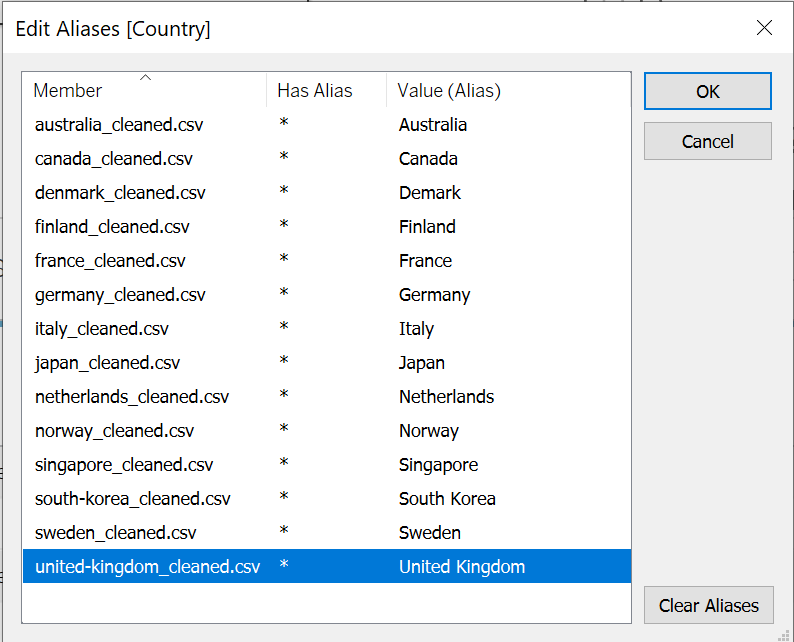 Edit Aliases [Country]
Member Has Alias Value (Alias)
OK
australia_cleaned.csv * Australia
Cancel
canada_cleaned.csv * Canada
denmark_cleaned.csv * Demark
finland_cleaned.csv * Finland
france_cleaned.csv * France
germany_cleaned.csv * Germany
italy_cleaned.csv * Italy
japan_cleaned.csv * Japan
netherlands_cleaned.csv * Netherlands
norway_cleaned.csv * Norway
singapore_cleaned.csv * Singapore
south-korea_cleaned.csv * South Korea
sweden_cleaned.csv * Sweden
united-kingdom_cleaned.csv * United Kingdom
Clear Aliases